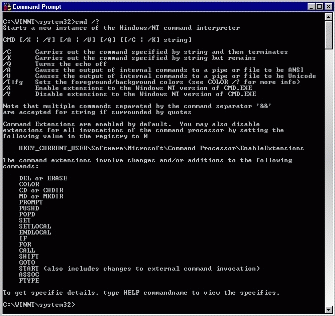 Command Prompt
C:\WINNT\system32>cmd /?
Starts a new instance of the Windows/NT command interpreter
CMD [/X | /Y] [/A | /U] [/Q] [[/C | /K] string]
/C Carries out the command specified by string and then terminates
/K Carries out the command specified by string but remains
/Q Turns the echo off
/A Causes the output of internal commands to a pipe or file to be ANSI
/U Causes the output of internal commands to a pipe or file to be Unicode
Sets the foreground/background colors (see COLOR /? for more info)
/X Enable extensions to the Windows NT version of CMD.EXE
/Y Disable extensions to the Windows NT version of CMD.EXE
Note that multiple commands separated by the command separator '&&'
are accepted for string if surrounded by quotes
Command Extensions are enabled by default. You may also disable
extensions for all invocations of the command processor by setting the
following value in the registry to 0
HKEY_CURRENT_USER\Software\Microsoft\Command Processor\EnableExtensions
The command extensions involve changes and/or additions to the following
commands:
DEL or ERASE
COLOR
CD or CHDIR
MD or MKDIR
PROMPT
PUSHD
POPD
SET
SETLOCAL
ENDLOCAL
IF
FOR
CALL
SHIFT
GOTO
START (also includes changes to external command invocation)
ASSOC
FTYPE
To get specific details, type HELP commandname to view the specifics.
C:\WINNT\system32>